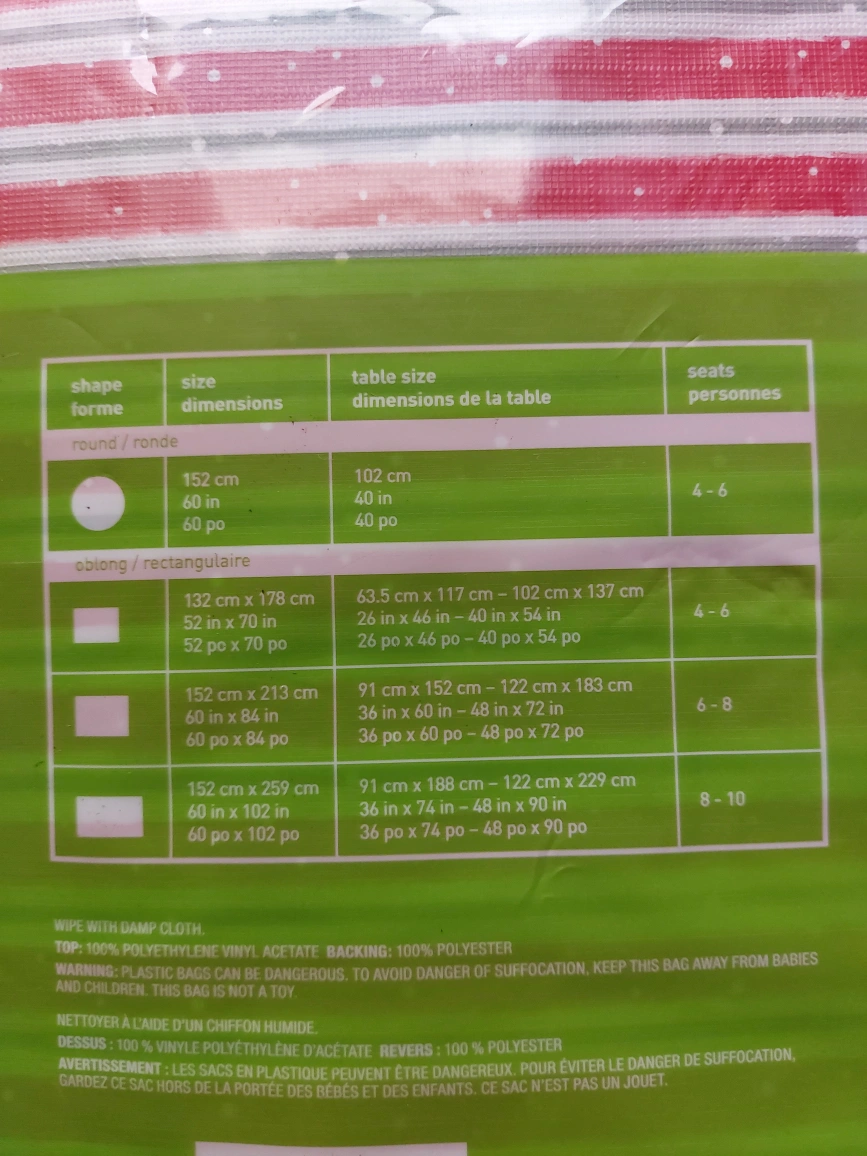 shape
forme
size
dimensions
table size
dimensions de la table
seats
personnes
round / ronde
152 cm
60 in
60 po
102 cm
40 in
40 po
4 - 6
oblong / rectangulaire
132 cm x 178 cm
52 in x 70 in
52 po x 70 po
63.5 cm x 117 cm – 102 cm x 137 cm
26 in x 46 in – 40 in x 54 in
26 po x 46 po – 40 po x 54 po
4 - 6
152 cm x 213 cm
60 in x 84 in
60 po x 84 po
91 cm x 152 cm – 122 cm x 183 cm
36 in x 60 in – 48 in x 72 in
36 po x 60 po – 48 po x 72 po
6 - 8
152 cm x 259 cm
60 in x 102 in
60 po x 102 po
91 cm x 188 cm – 122 cm x 229 cm
36 in x 74 in – 48 in x 90 in
36 po x 74 po – 48 po x 90 po
8 - 10
WIPE WITH DAMP CLOTH.
TOP: 100% POLYETHYLENE VINYL ACETATE BACKING: 100% POLYESTER
WARNING: PLASTIC BAGS CAN BE DANGEROUS. TO AVOID DANGER OF SUFFOCATION, KEEP THIS BAG AWAY FROM BABIES
AND CHILDREN. THIS BAG IS NOT A TOY.
NETTOYER À L'AIDE D'UN CHIFFON HUMIDE.
DESSUS : 100 % VINYLE POLYÉTHYLÈNE D'ACÉTATE REVERS : 100 % POLYESTER
AVERTISSEMENT : LES SACS EN PLASTIQUE PEUVENT ÊTRE DANGEREUX. POUR ÉVITER LE DANGER DE SUFFOCATION,
GARDEZ CE SAC HORS DE LA PORTÉE DES BÉBÉS ET DES ENFANTS. CE SAC N'EST PAS UN JOUET.